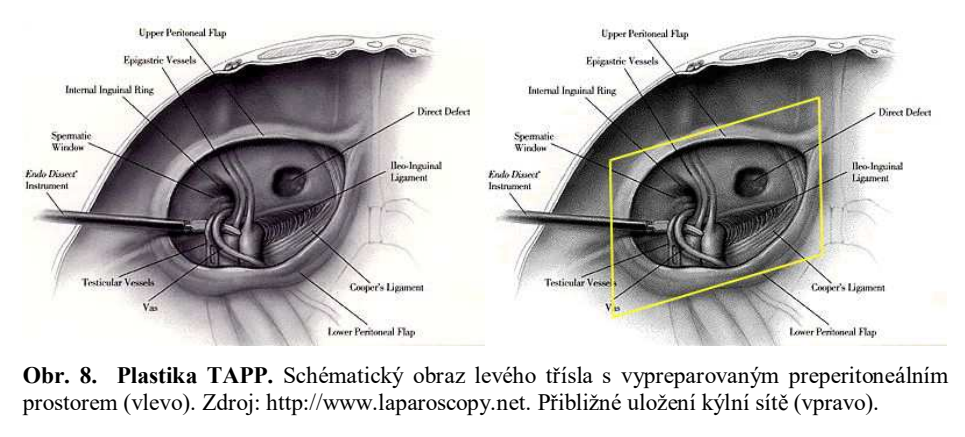 Upper Peritoneal Flap
Epigastric Vessels
Internal Inguinal Ring
Direct Defect
Spermatic
Window
Ileo-Inguinal
Ligament
Endo Dissect*
Instrument
Testicular Vessels
Cooper's Ligament
Vas
Lower Peritoneal Flap
Upper Peritoneal Flap
Epigastric Vessels
Internal Inguinal Ring
Direct Defect
Spermatic
Window
Ileo-Inguinal
Ligament
Endo Dissect*
Instrument
Testicular Vessels
Cooper's Ligament
Vas
Lower Peritoneal Flap
Obr. 8. Plastika TAPP. Schématický obraz levého třísla s vypreparovaným preperitoneálním
prostorem (vlevo). Zdroj: http://www.laparoscopy.net. Přibližné uložení kýlní sítě (vpravo).